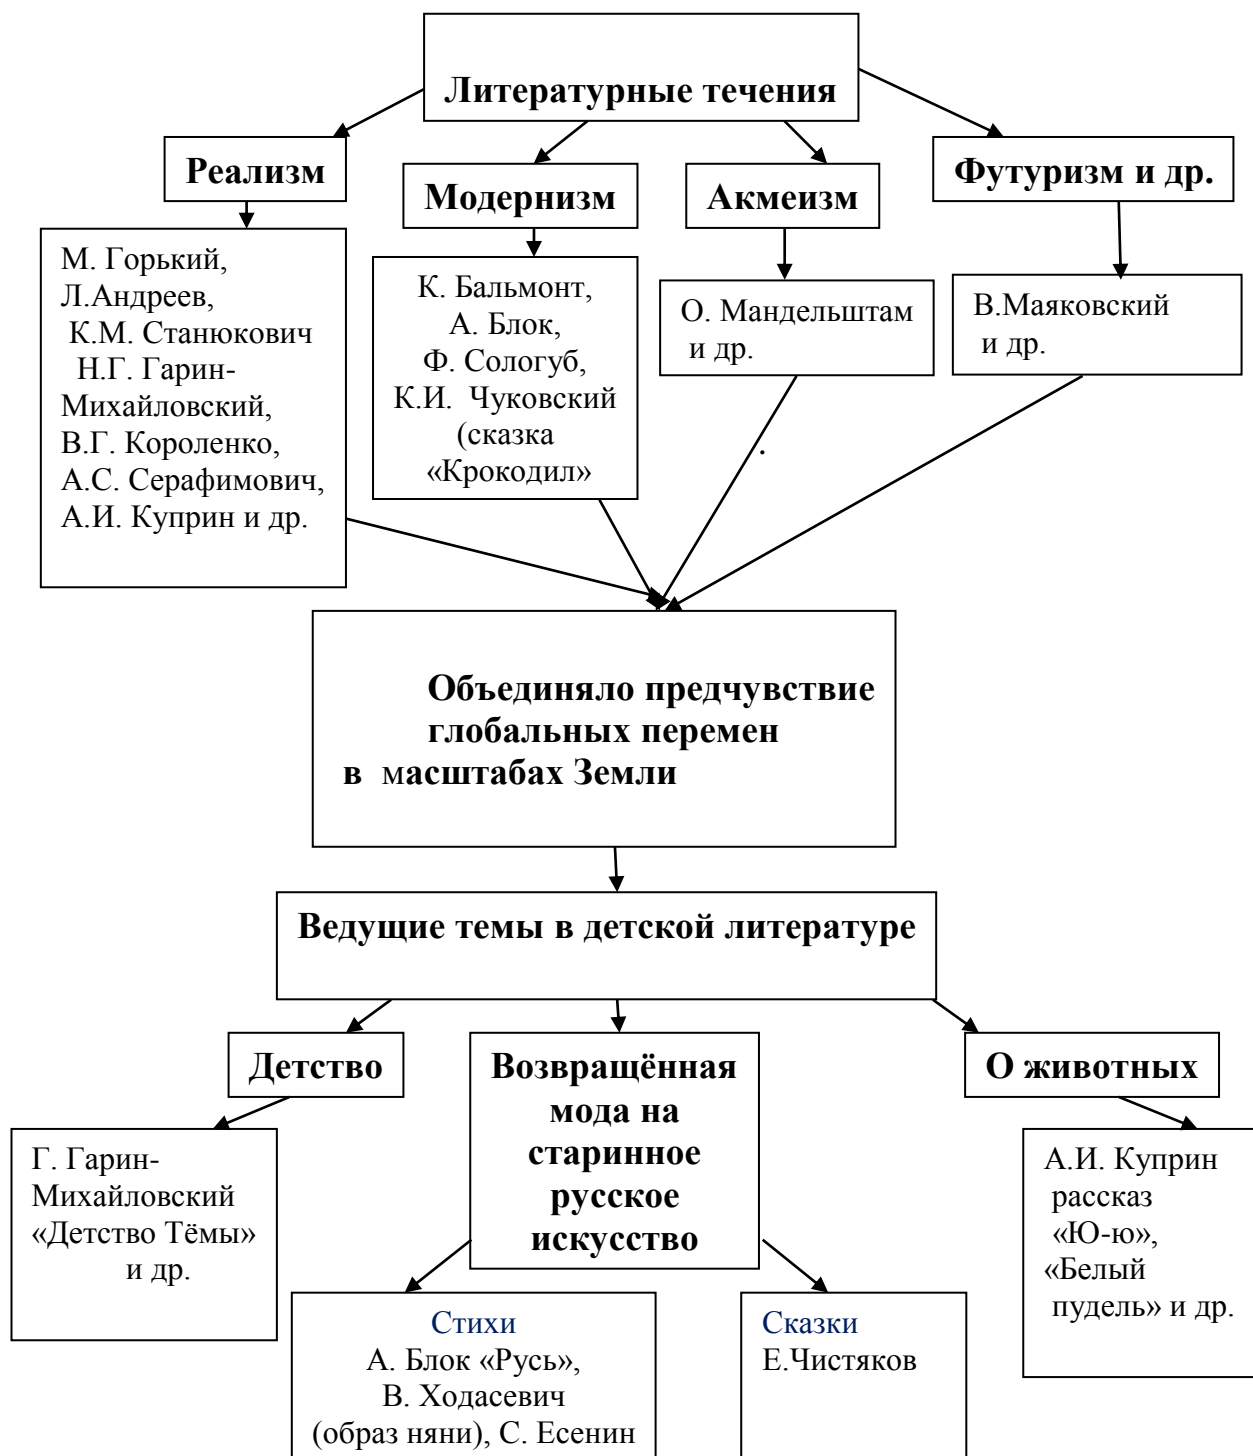 Литературные течения
Реализм
Модернизм
Акмеизм
Футуризм и др.
М. Горький,
Л.Андреев,
К.М. Станюкович
Н.Г. Гарин-
Михайловский,
В.Г. Короленко,
А.С. Серафимович,
А.И. Куприн и др.
К. Бальмонт,
А. Блок,
Ф. Сологуб,
К.И. Чуковский
(сказка
«Крокодил»
О. Мандельштам
и др.
В.Маяковский
и др.
.
Объединяло предчувствие
глобальных перемен
в масштабах Земли
Ведущие темы в детской литературе
Детство
Возвращённая
мода на
старинное
русское
искусство
О животных
Г. Гарин-
Михайловский
«Детство Тёмы»
и др.
Стихи
А. Блок «Русь»,
В. Ходасевич
(образ няни), С. Есенин
Сказки
Е.Чистяков
А.И. Куприн
рассказ
«Ю-ю»,
«Белый
пудель» и др.